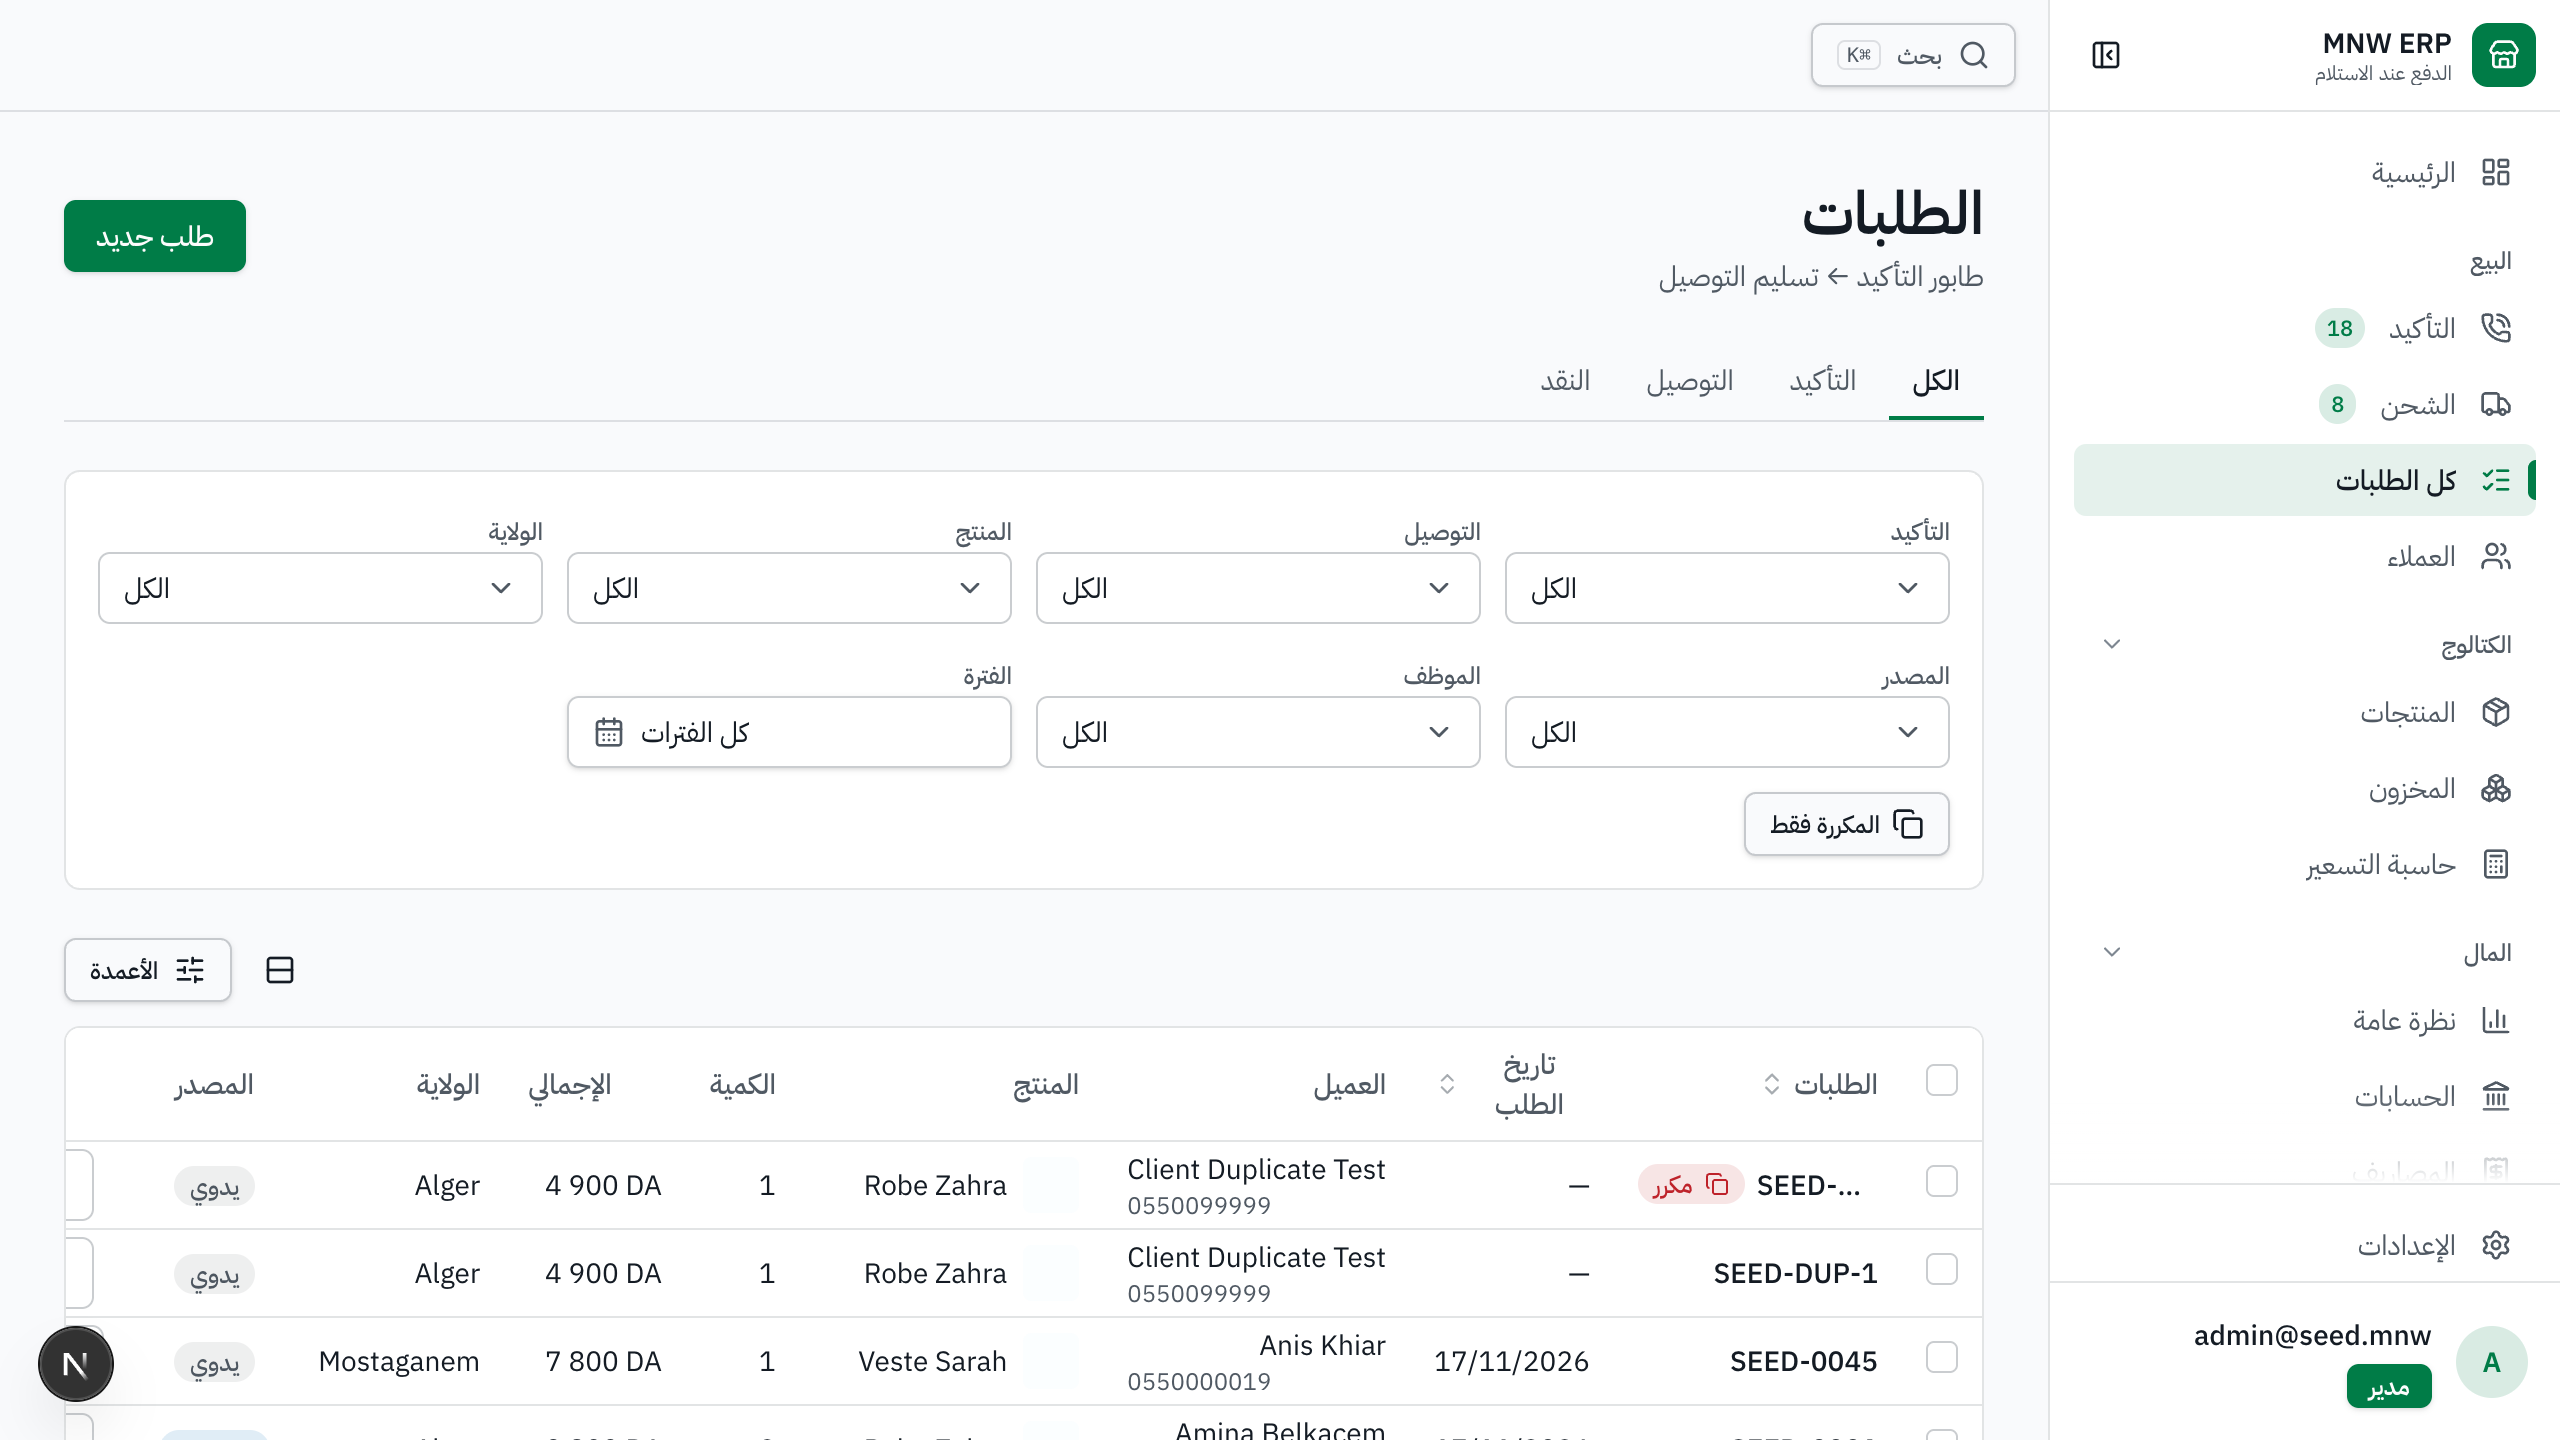 MNW ERP
الدفع عند الاستلام
الرئيسية
البيع
التأكيد 18
الشحن 8
كل الطلبات
العملاء
الكتالوج
المنتجات
المخزون
حاسبة التسعير
المال
نظرة عامة
الحسابات
المصاريف
الإعدادات
admin@seed.mnw
A
مدير
بحث ⌘K
الطلبات
طابور التأكيد ← تسليم التوصيل
طلب جديد
الكل التأكيد التوصيل النقد
التأكيد التوصيل المنتج الولاية
الكل الكل الكل الكل
المصدر الموظف الفترة
الكل الكل كل الفترات
المكررة فقط
الأعمدة
الطلبات تاريخ الطلب العميل المنتج الكمية الإجمالي الولاية المصدر
SEED-... مكرر — Client Duplicate Test Robe Zahra 1 4 900 DA Alger يدوي
0550099999
SEED-DUP-1 — Client Duplicate Test Robe Zahra 1 4 900 DA Alger يدوي
0550099999
SEED-0045 17/11/2026 Anis Khiar Veste Sarah 1 7 800 DA Mostaganem يدوي
0550000019
Amina Belkacem
N